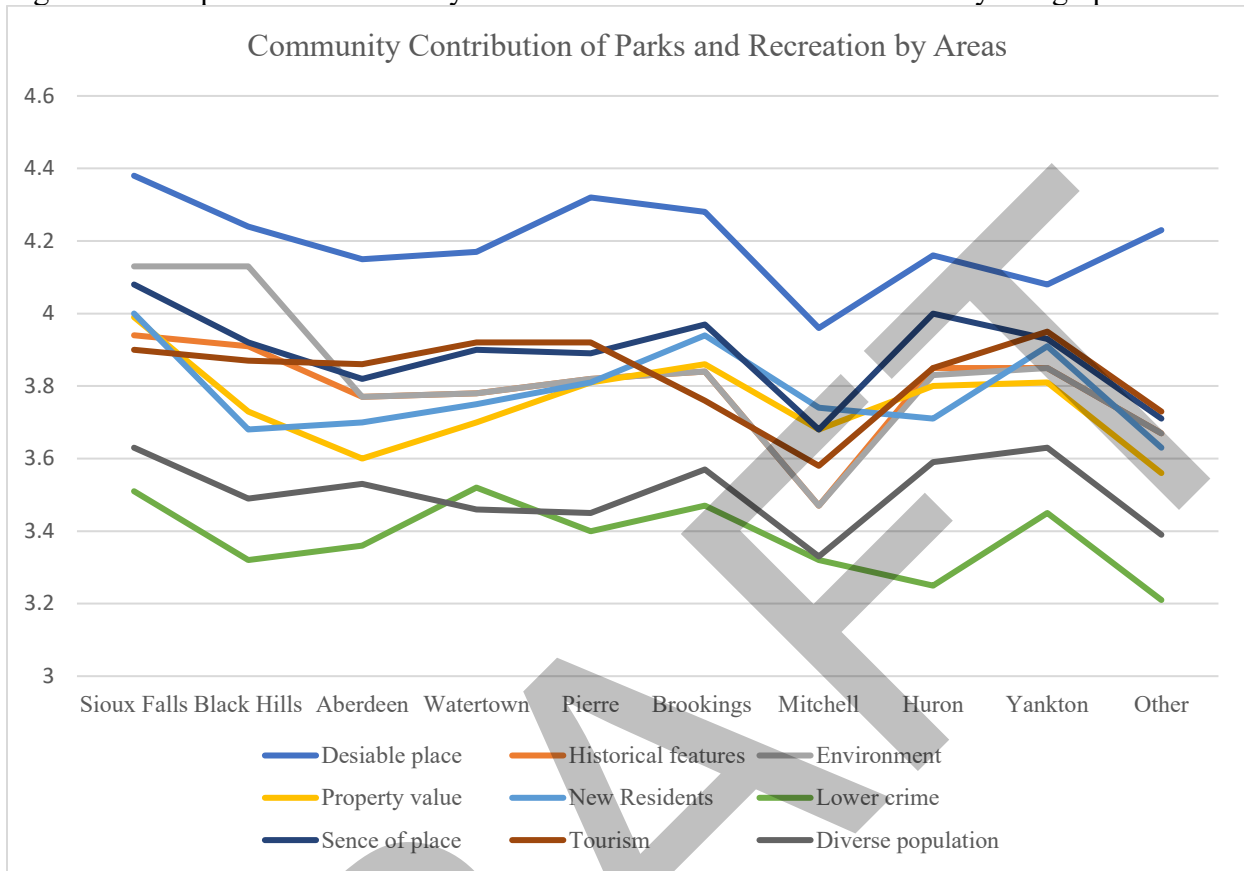 Community Contribution of Parks and Recreation by Areas
4.6
4.4
4.2
4
3.8
3.6
3.4
3.2
3
Sioux Falls Black Hills Aberdeen Watertown Pierre Brookings Mitchell Huron Yankton Other
Desiable place Historical features Environment
Property value New Residents Lower crime
Sence of place Tourism Diverse population